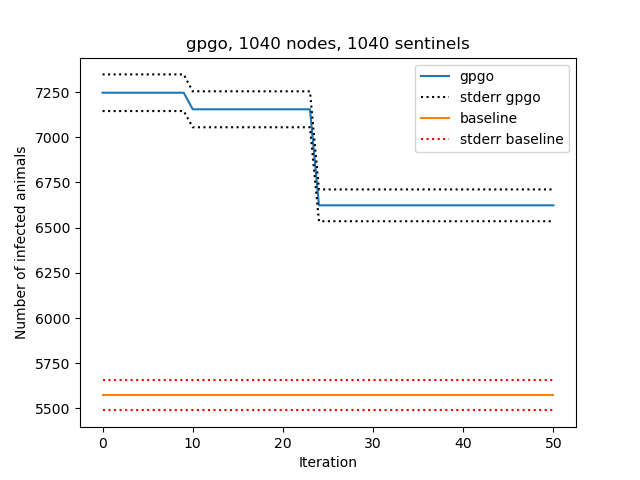 gpgo, 1040 nodes, 1040 sentinels
gpgo
stderr gpgo
baseline
stderr baseline
Number of infected animals
7250
7000
6750
6500
6250
6000
5750
5500
0 10 20 30 40 50
Iteration